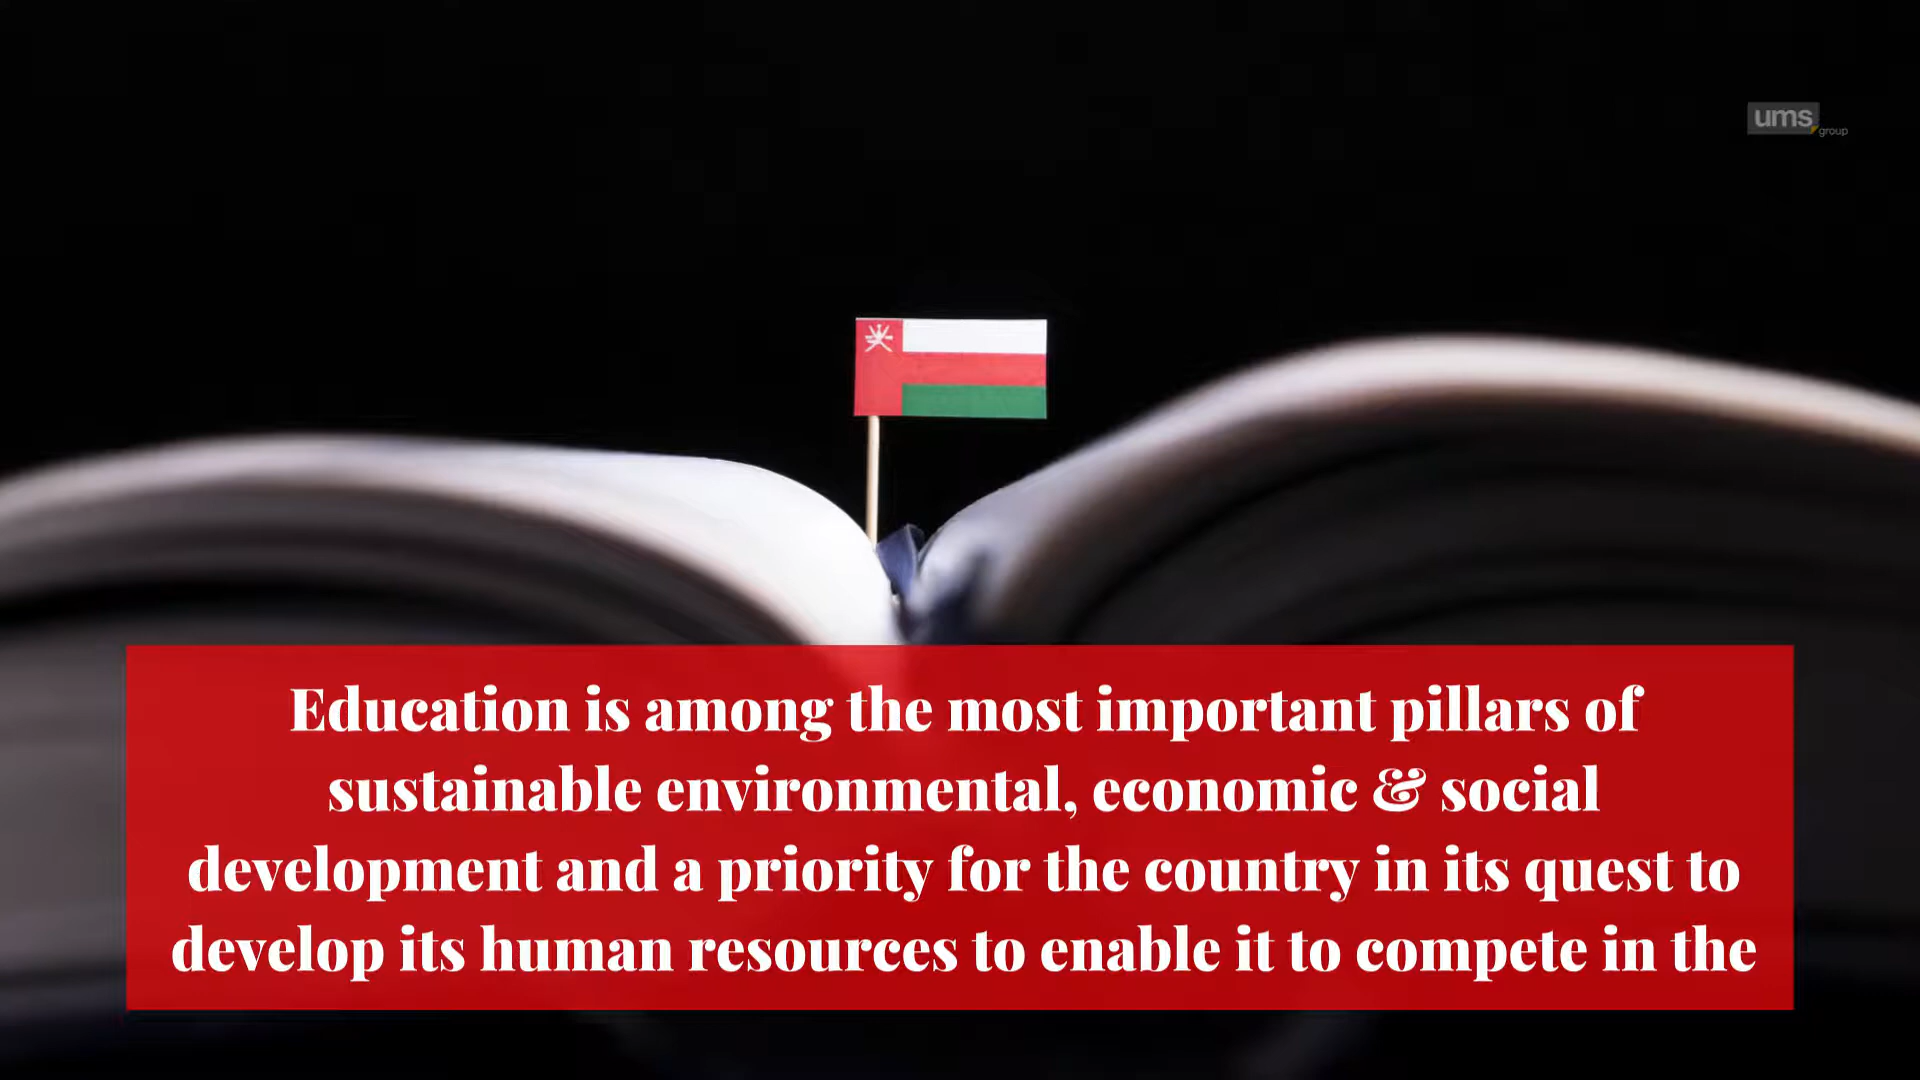 ums
group
Education is among the most important pillars of
sustainable environmental, economic & social
development and a priority for the country in its quest to
develop its human resources to enable it to compete in the